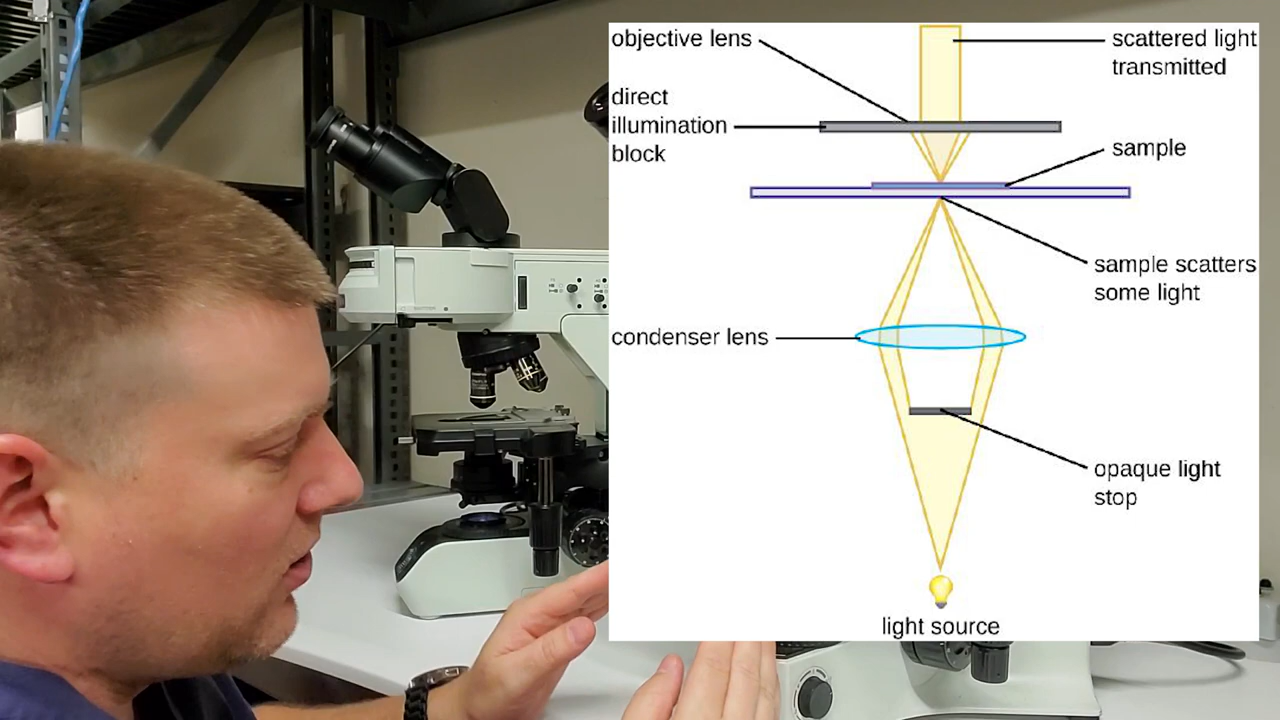 objective lens
scattered light
transmitted
direct
illumination
block
sample
sample scatters
some light
condenser lens
opaque light
stop
light source